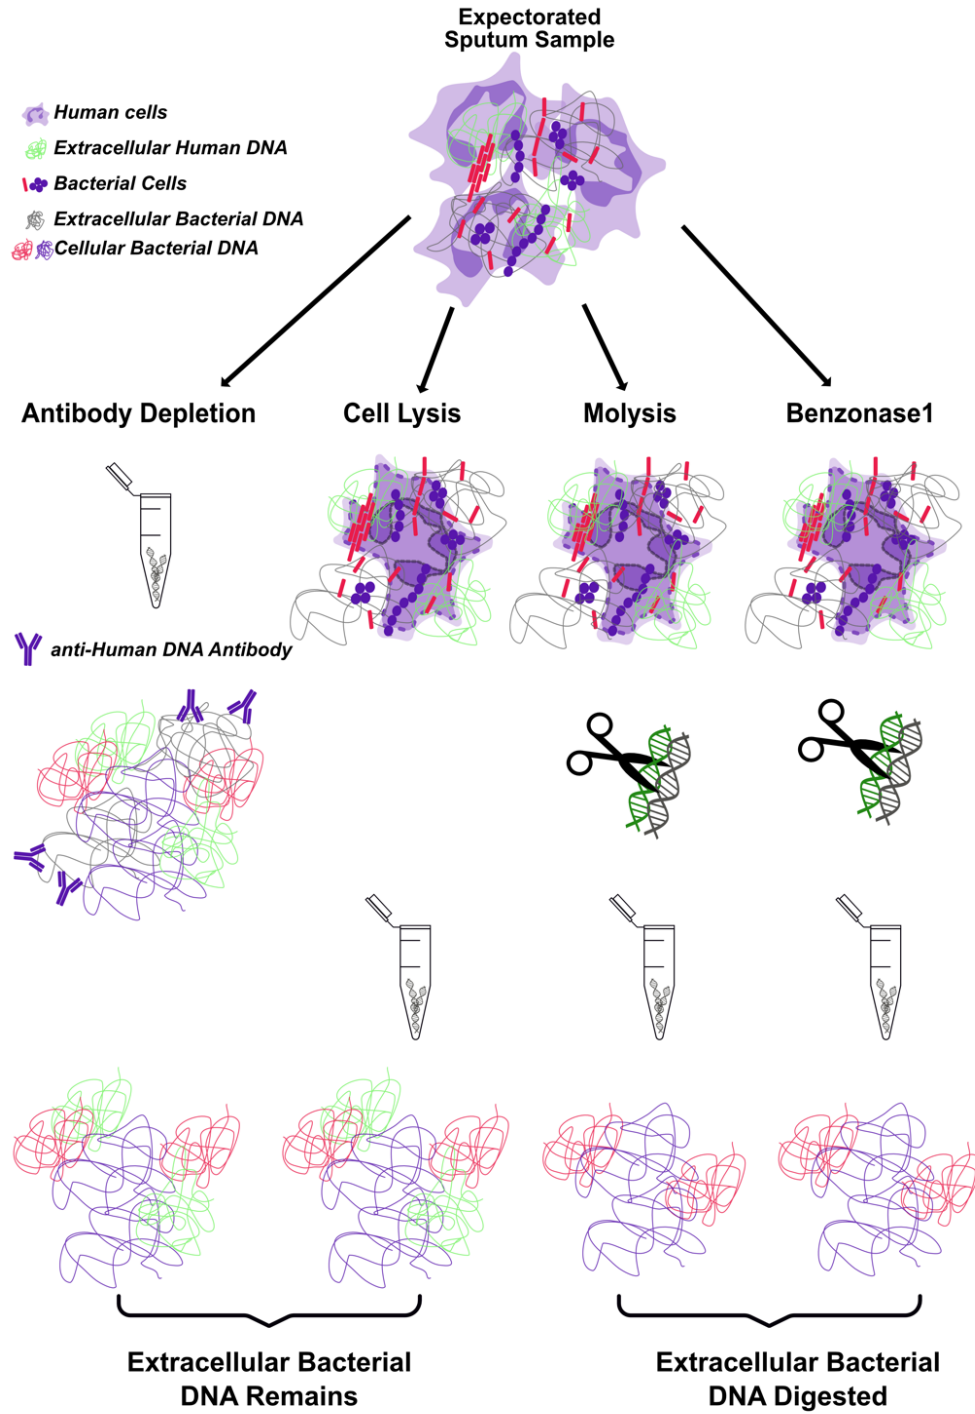 Expectorated
Sputum Sample
Human cells
Extracellular Human DNA
Bacterial Cells
Extracellular Bacterial DNA
Cellular Bacterial DNA
Antibody Depletion
Cell Lysis
Molysis
Benzonase1
anti-Human DNA Antibody
Extracellular Bacterial
DNA Remains
Extracellular Bacterial
DNA Digested